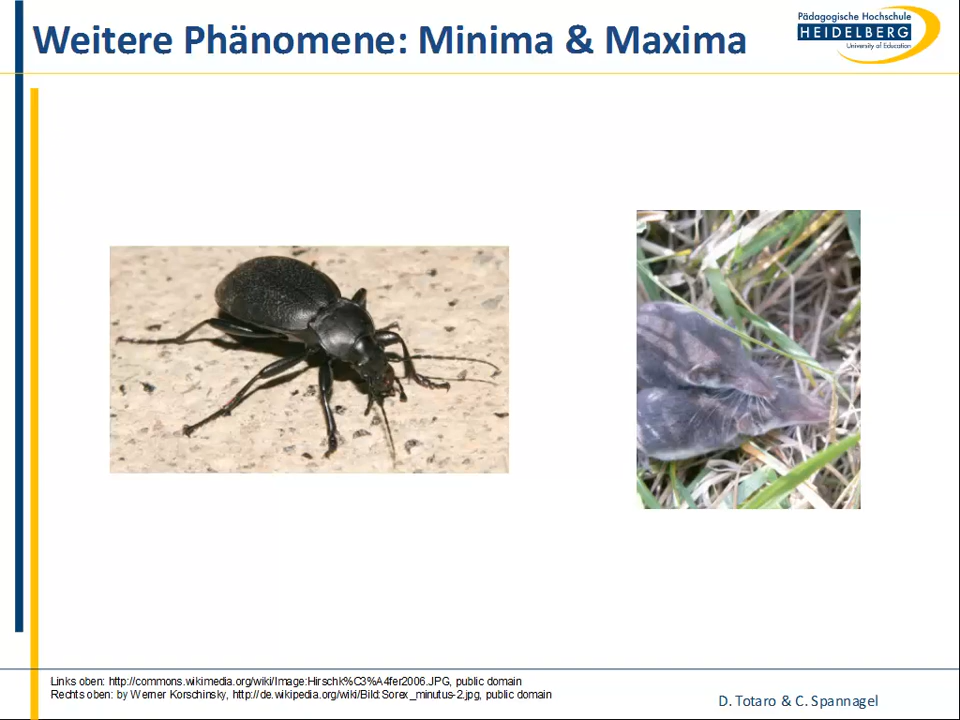 Weitere Phänomene: Minima & Maxima
Pädagogische Hochschule
HEIDELBERG
University of Education
Links oben: http://commons.wikimedia.org/wiki/Image:Hirschk%C3%A4fer2006.JPG, public domain
Rechts oben: by Werner Korschinsky, http://de.wikipedia.org/wiki/Bild:Sorex_minutus-2.jpg, public domain
D. Totaro & C. Spannagel